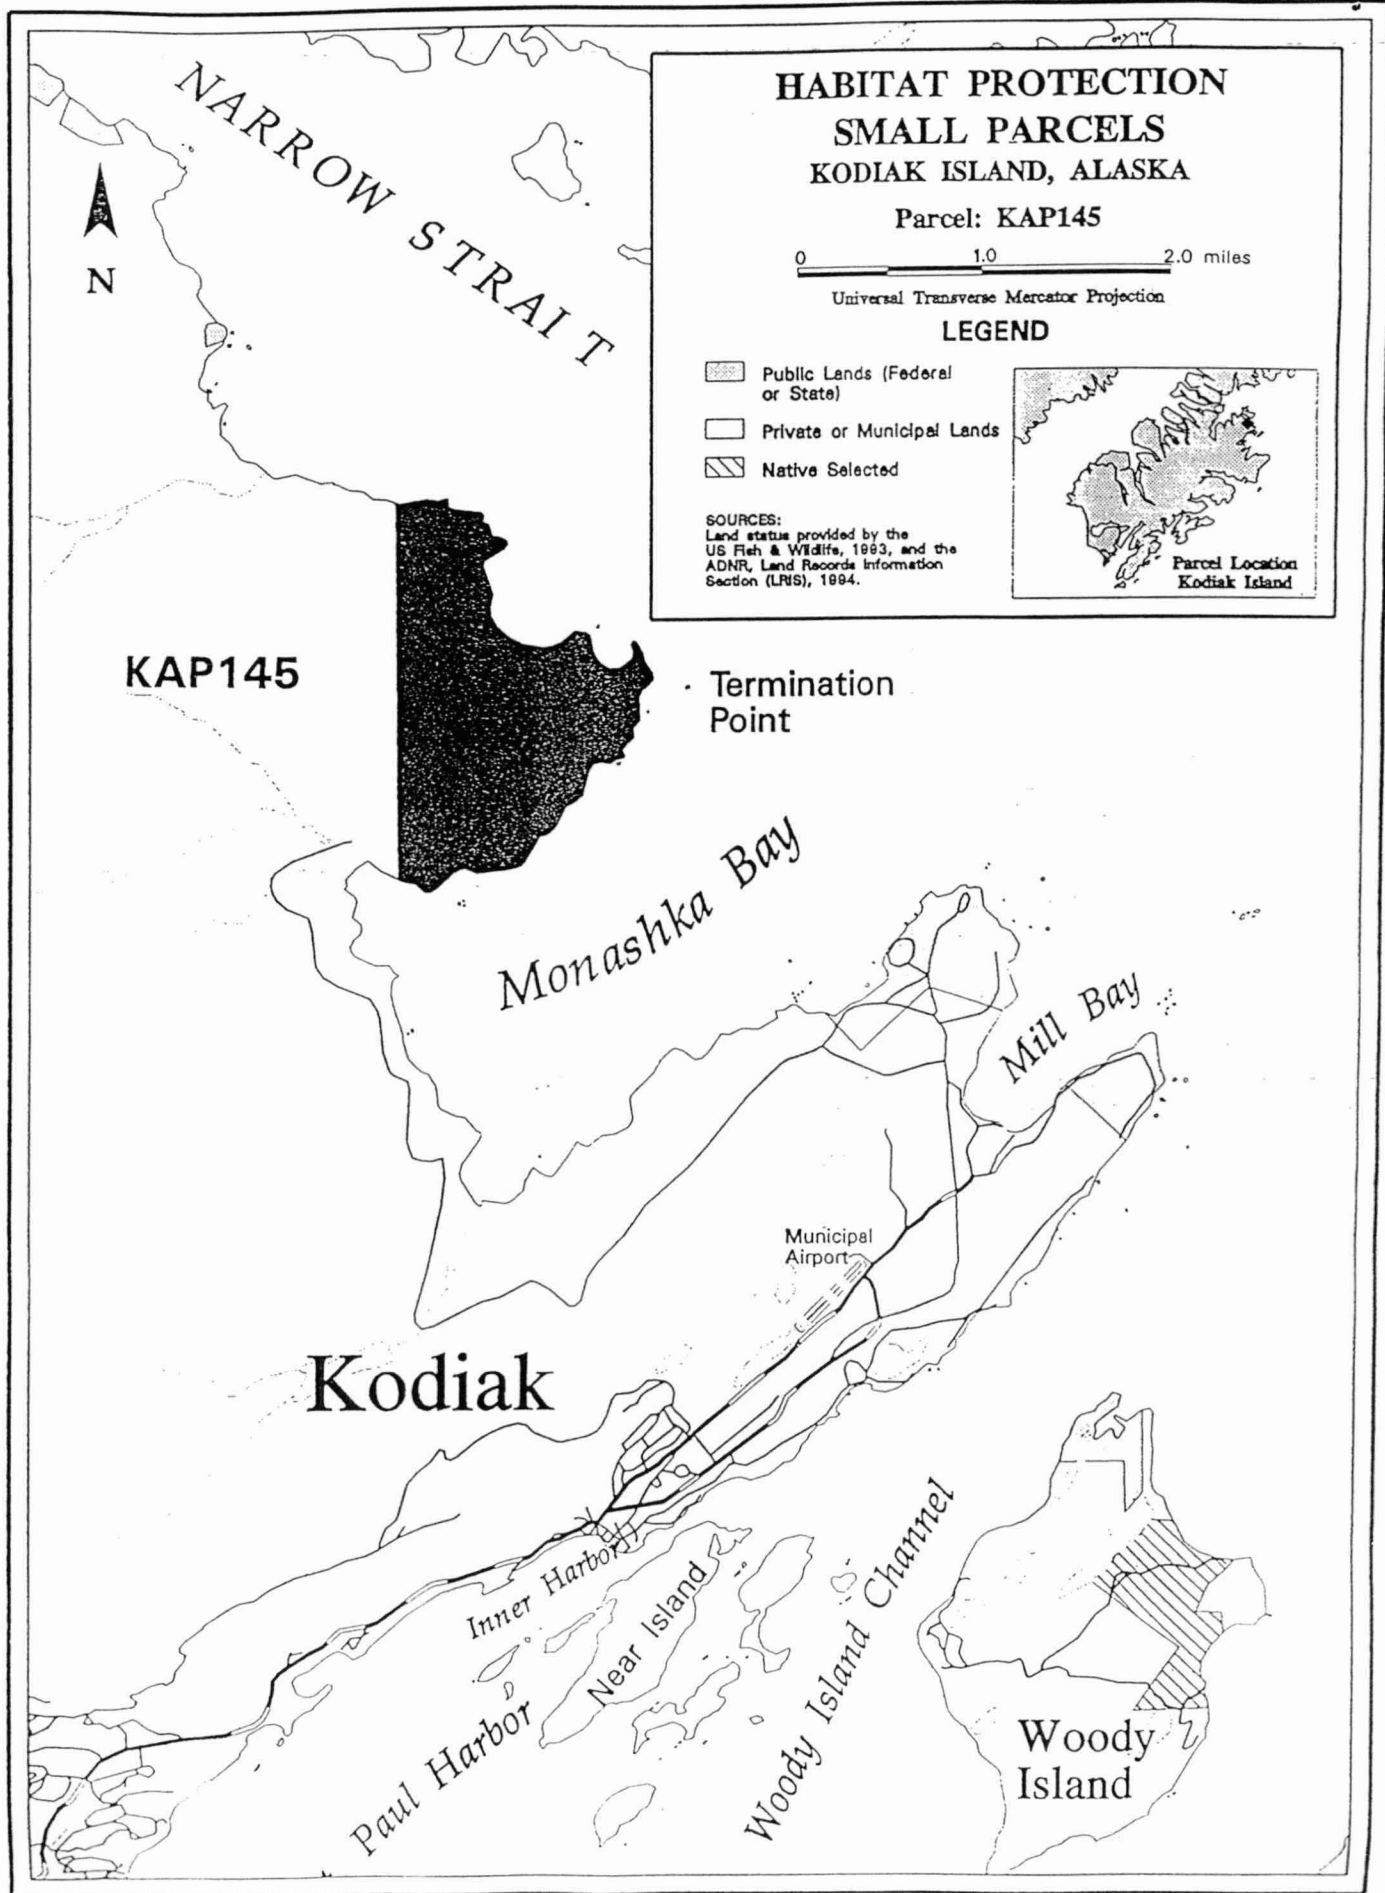 NARROW STRAIT
N
HABITAT PROTECTION
SMALL PARCELS
KODIAK ISLAND, ALASKA
Parcel: KAP145
0 1.0 2.0 miles
Universal Transverse Mercator Projection
LEGEND
Public Lands (Federal
or State)
Private or Municipal Lands
Native Selected
SOURCES:
Land status provided by the
US Fish & Wildlife, 1993, and the
ADNR, Land Records Information
Section (LRIS), 1994.
Parcel Location
Kodiak Island
KAP145
Termination
Point
Monashka Bay
Mill Bay
Municipal
Airport
Kodiak
Inner Harbor
Near Island
Paul Harbor
Woody Island Channel
Woody
Island